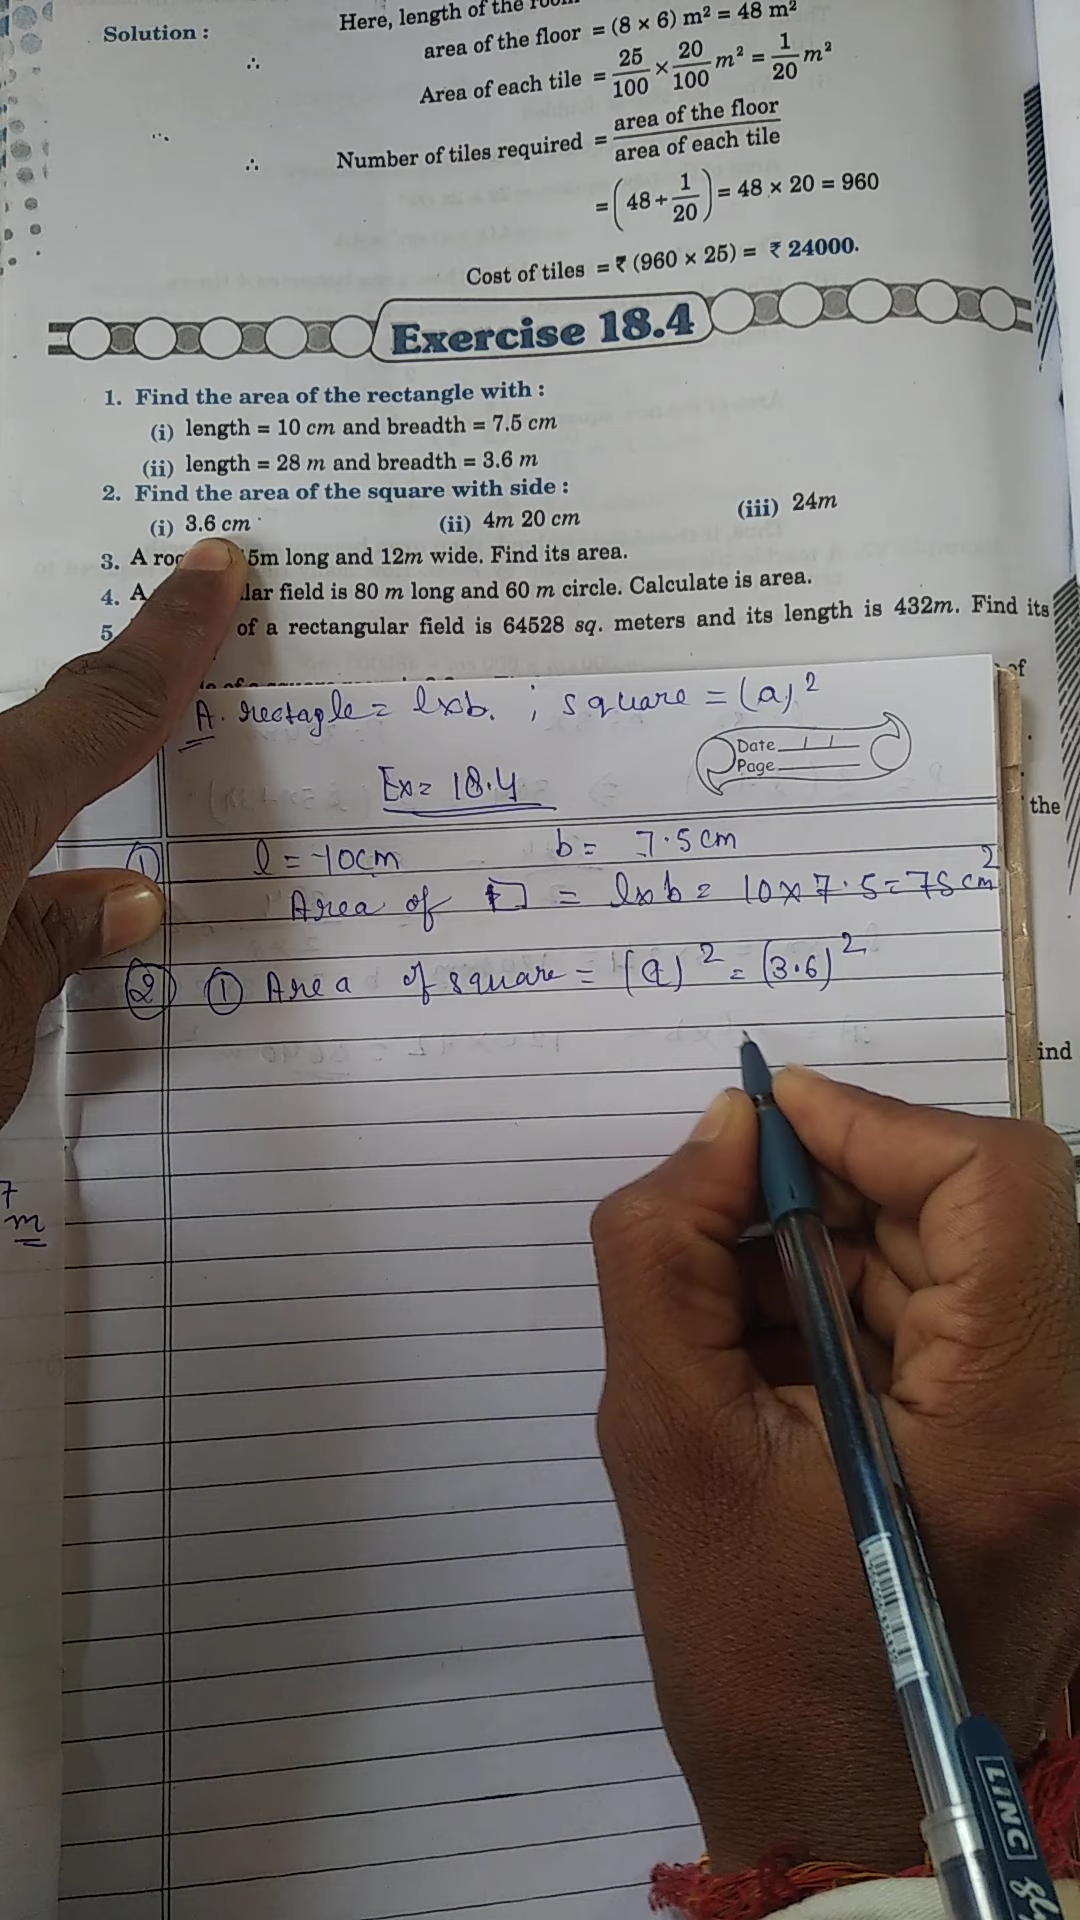 Solution :
Here, length of the
∴ area of the floor = (8 × 6) m² = 48 m²
Area of each tile = 25/100 × 20/100 m² = 1/20 m²
∴ Number of tiles required = area of the floor/area of each tile
= (48 ÷ 1/20) = 48 × 20 = 960
Cost of tiles = ₹ (960 × 25) = ₹ 24000.
Exercise 18.4
1. Find the area of the rectangle with :
(i) length = 10 cm and breadth = 7.5 cm
(ii) length = 28 m and breadth = 3.6 m
2. Find the area of the square with side :
(i) 3.6 cm (ii) 4m 20 cm (iii) 24m
3. A 5m long and 12m wide. Find its area.
4. A lar field is 80 m long and 60 m circle. Calculate is area.
5. of a rectangular field is 64528 sq. meters and its length is 432m. Find its
of
A. rectagle = l×b. ; square = (a)²
Date
Page
Ex = 18.4
the
① l = 10cm b = 7.5 cm
Area of = l×b = 10×7.5 = 75 cm²
② ① Area of square = (a)² = (3.6)²
ind
7
m
LINC